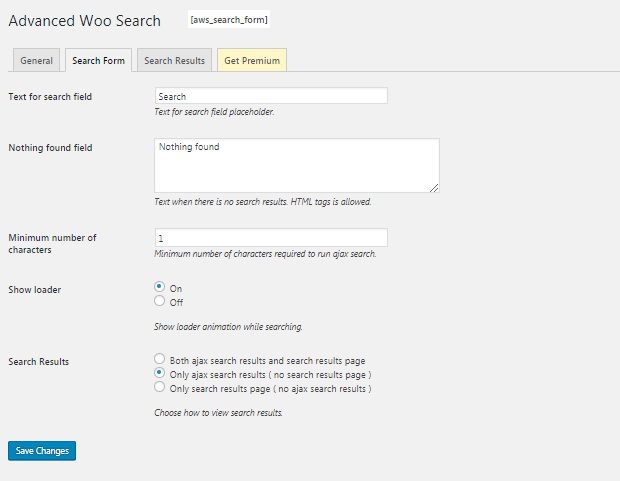 Advanced Woo Search [aws_search_form]
General Search Form Search Results Get Premium
Text for search field Search
Text for search field placeholder.
Nothing found field Nothing found
Text when there is no search results. HTML tags is allowed.
Minimum number of characters 1
Minimum number of characters required to run ajax search.
Show loader On
Off
Show loader animation while searching.
Search Results Both ajax search results and search results page
Only ajax search results ( no search results page )
Only search results page ( no ajax search results )
Choose how to view search results.
Save Changes